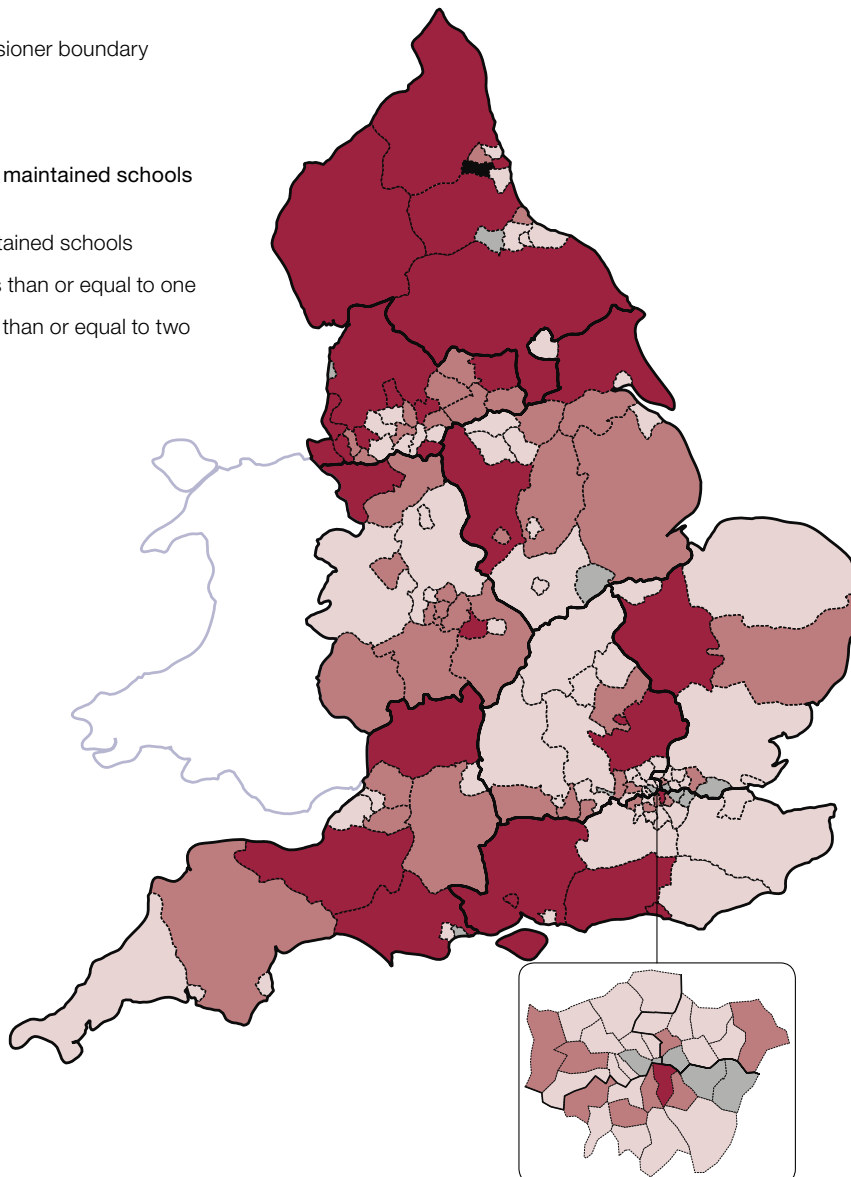 sioner boundary
maintained schools
tained schools
s than or equal to one
than or equal to two